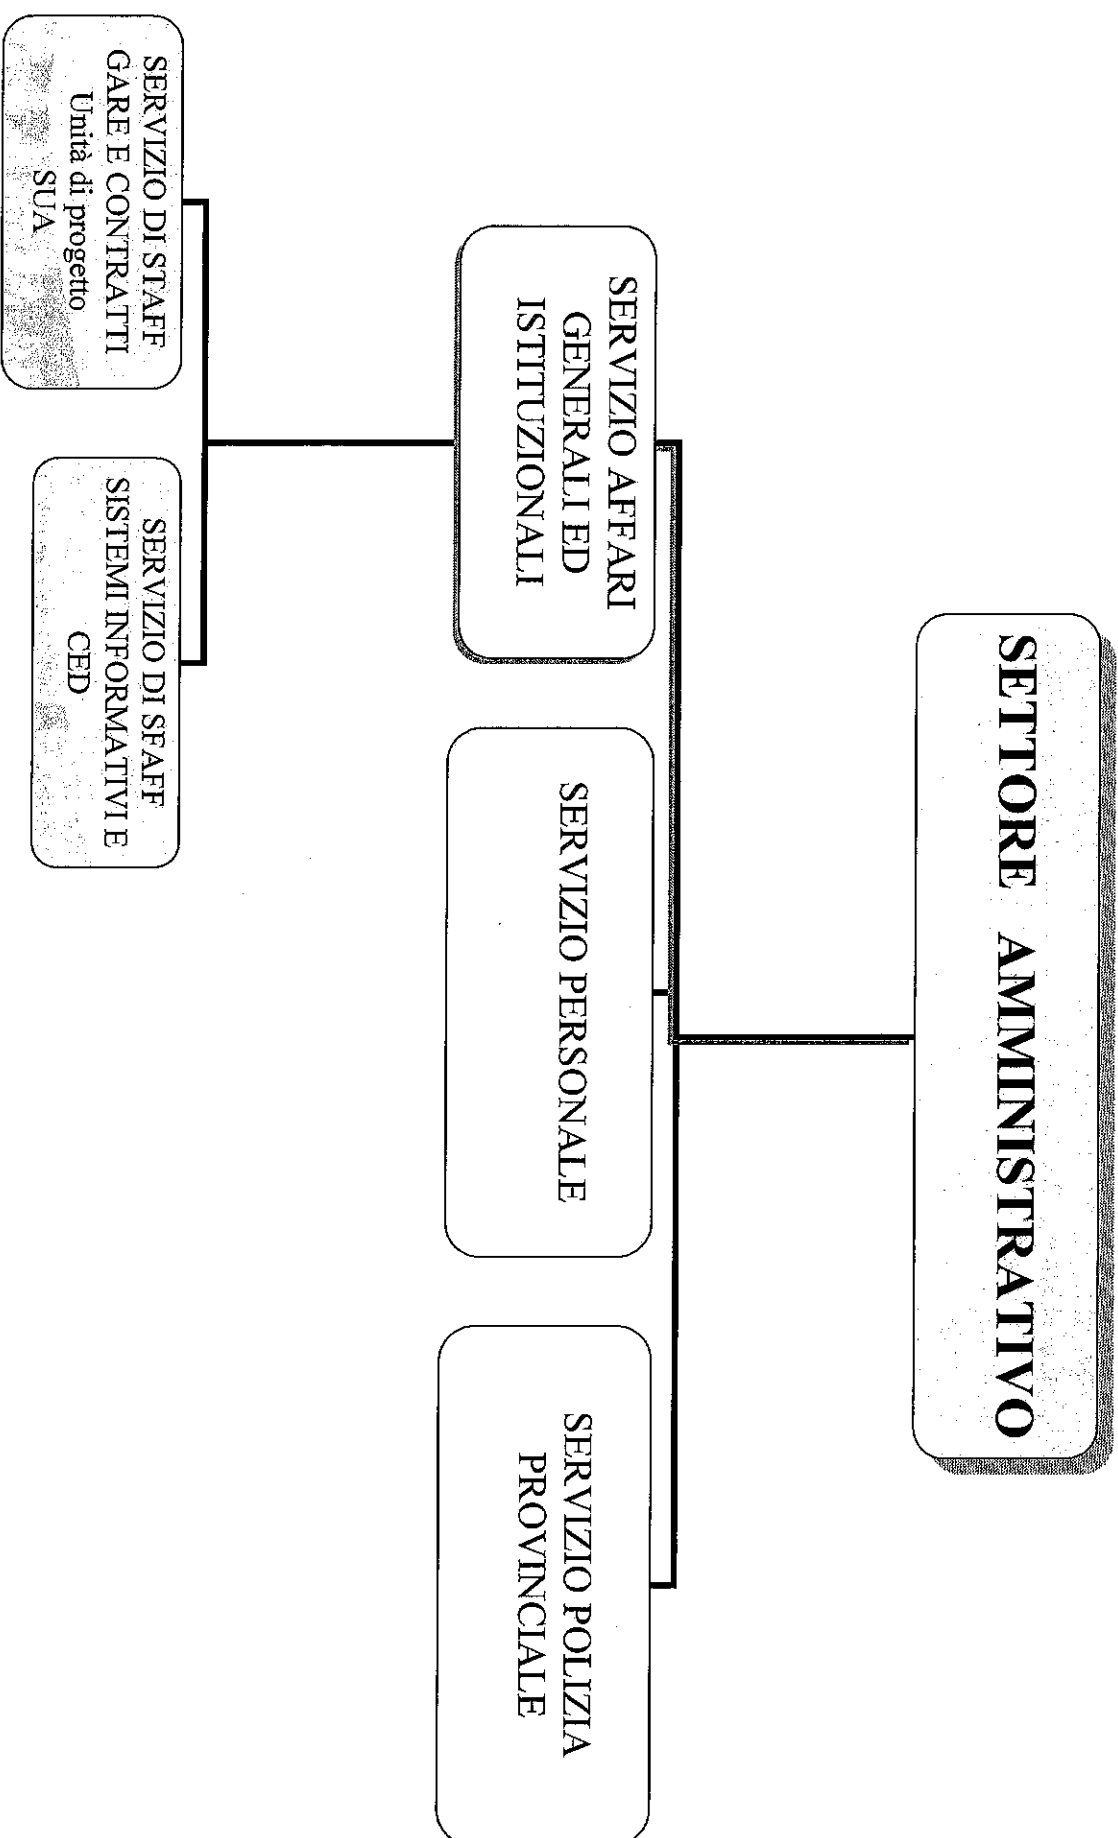 SETTORE AMMINISTRATIVO
SERVIZIO AFFARI
GENERALI ED
ISTITUZIONALI
SERVIZIO PERSONALE
SERVIZIO POLIZIA
PROVINCIALE
SERVIZIO DI STAFF
GARE E CONTRATTI
Unità di progetto
SUA
SERVIZIO DI SFAFF
SISTEMI INFORMATIVI E
CED